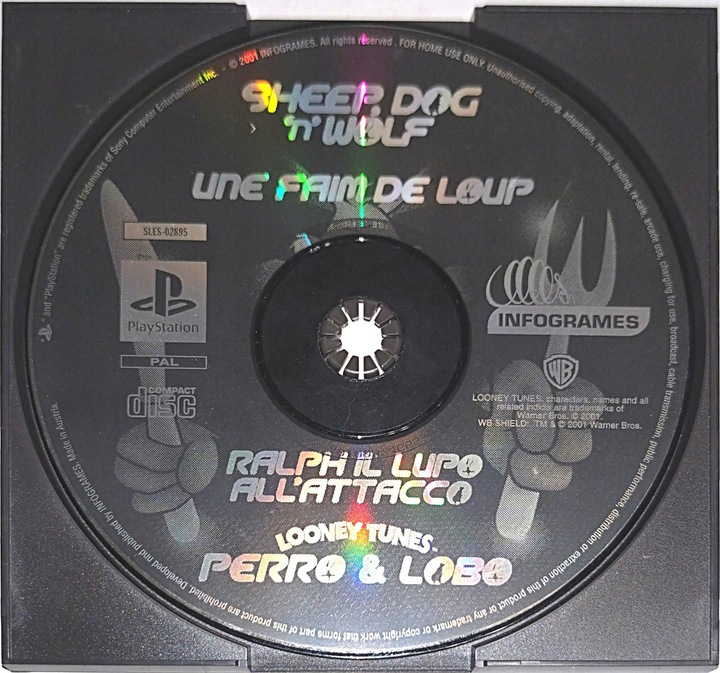 and "PlayStation" are registered trademarks of Sony Computer Entertainment Inc. · © 2001 INFOGRAMES. All rights reserved. FOR HOME USE ONLY. Unauthorised copying, adaptation, rental, lending, re-sale, arcade use, charging for use, broadcast, cable transmission, public performance, distribution or extraction of this product or any trademark or copyright work that forms part of this product are prohibited. Developed and published by INFOGRAMES. Made in Austria.
SHEEP, DOG
'N' WOLF
UNE FAIM DE LOUP
SLES-02895
PlayStation
PAL
COMPACT
disc
INFOGRAMES
WB
LOONEY TUNES, characters, names and all
related indicia are trademarks of
Warner Bros. © 2001.
WB SHIELD: TM & © 2001 Warner Bros.
RALPH IL LUPO
ALL'ATTACCO
LOONEY TUNES™
PERRO & LOBO